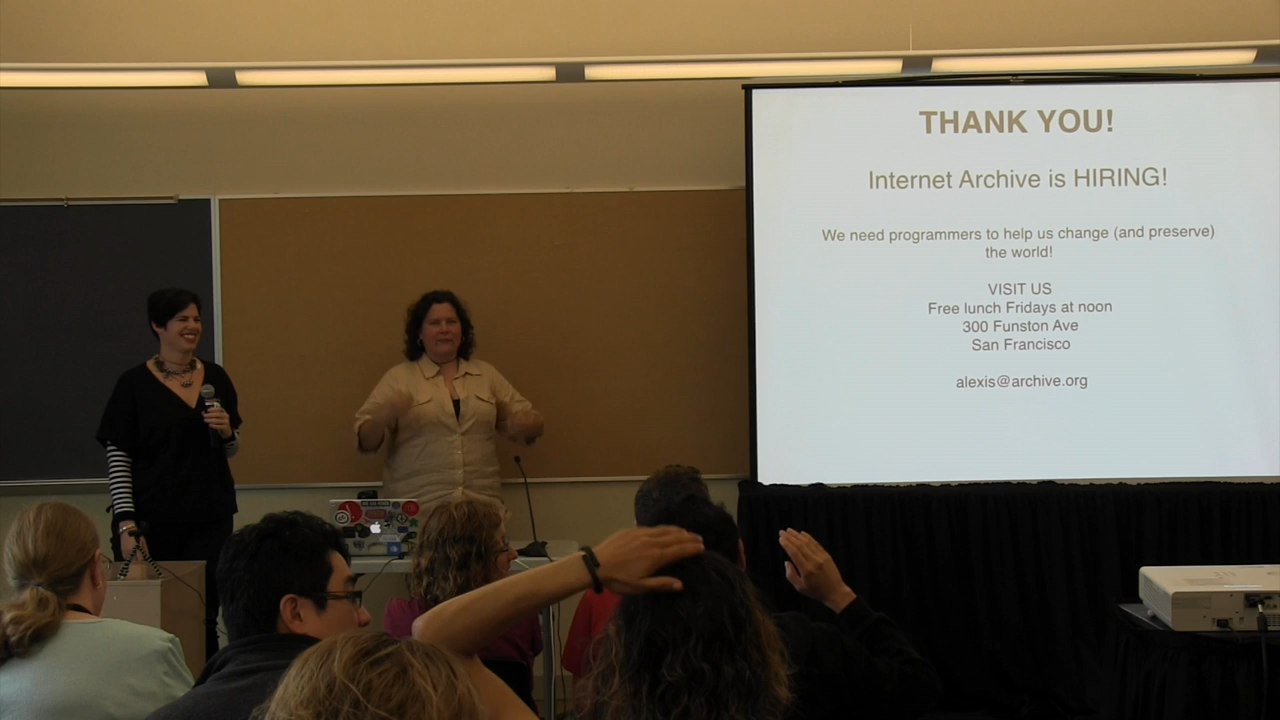 THANK YOU!
Internet Archive is HIRING!
We need programmers to help us change (and preserve)
the world!
VISIT US
Free lunch Fridays at noon
300 Funston Ave
San Francisco
alexis@archive.org